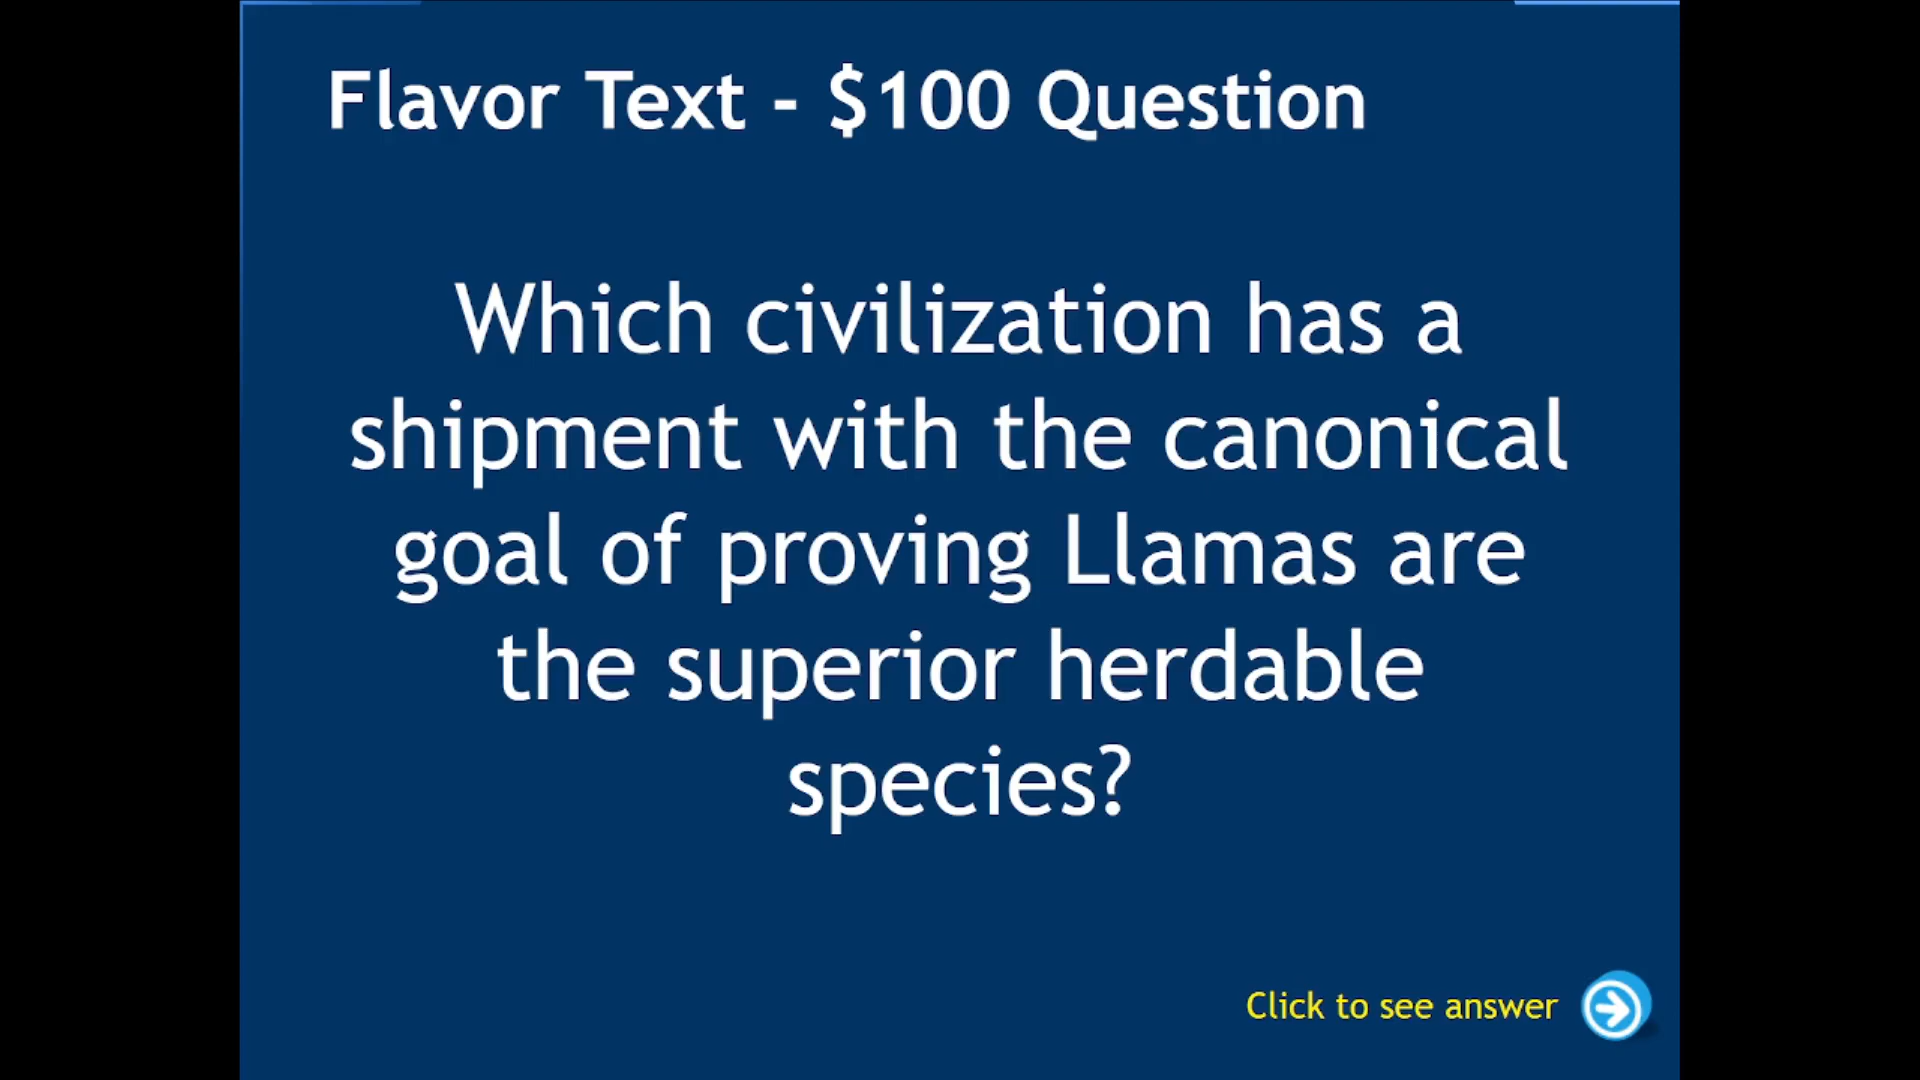 Flavor Text - $100 Question
Which civilization has a
shipment with the canonical
goal of proving Llamas are
the superior herdable
species?
Click to see answer